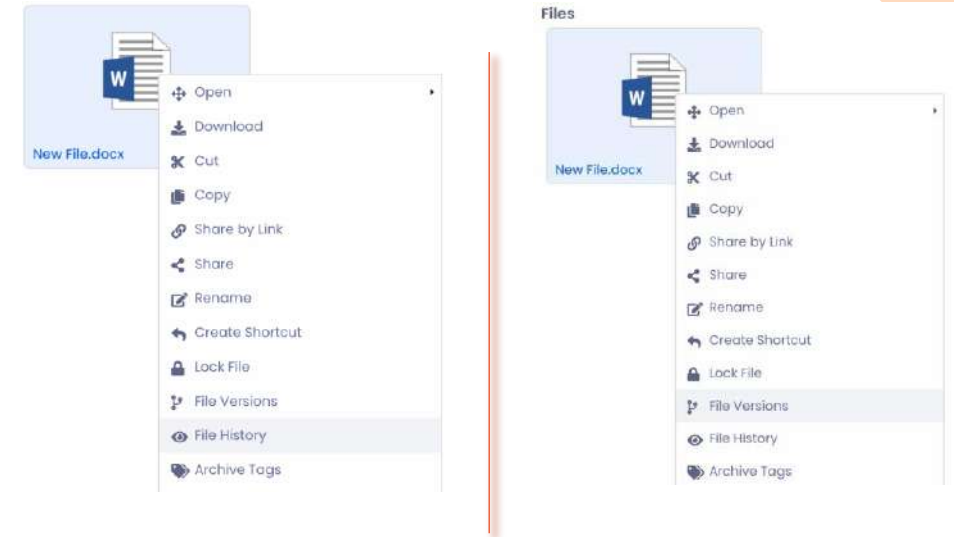 W
New File.docx
Open
Download
Cut
Copy
Share by Link
Share
Rename
Create Shortcut
Lock File
File Versions
File History
Archive Tags
Files
W
New File.docx
Open
Download
Cut
Copy
Share by Link
Share
Rename
Create Shortcut
Lock File
File Versions
File History
Archive Tags